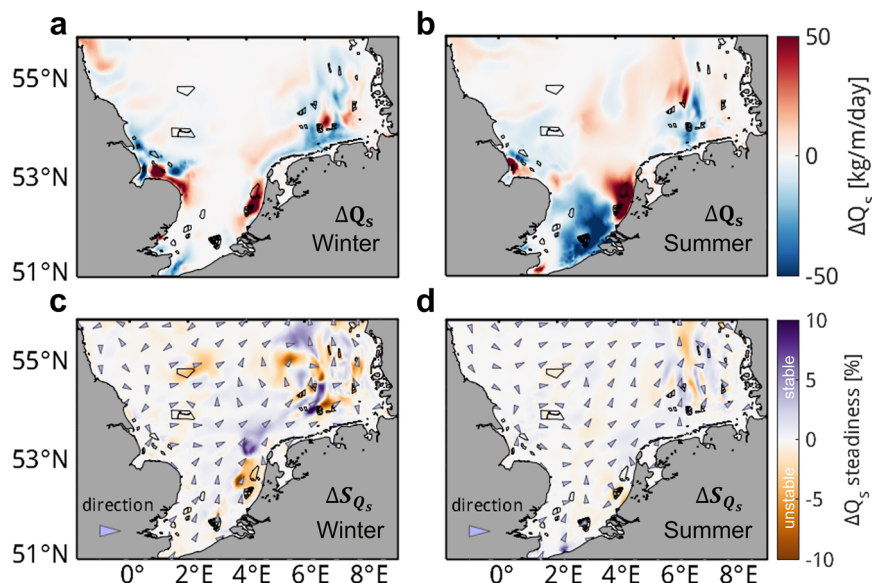 a
b
55°N
53°N
51°N
ΔQs
Winter
ΔQs
Summer
50
0
-50
ΔQs [kg/m/day]
c
d
55°N
53°N
51°N
direction
ΔSQs
Winter
direction
ΔSQs
Summer
10
5
0
-5
-10
stable
unstable
ΔQs steadiness [%]
0° 2°E 4°E 6°E 8°E
0° 2°E 4°E 6°E 8°E